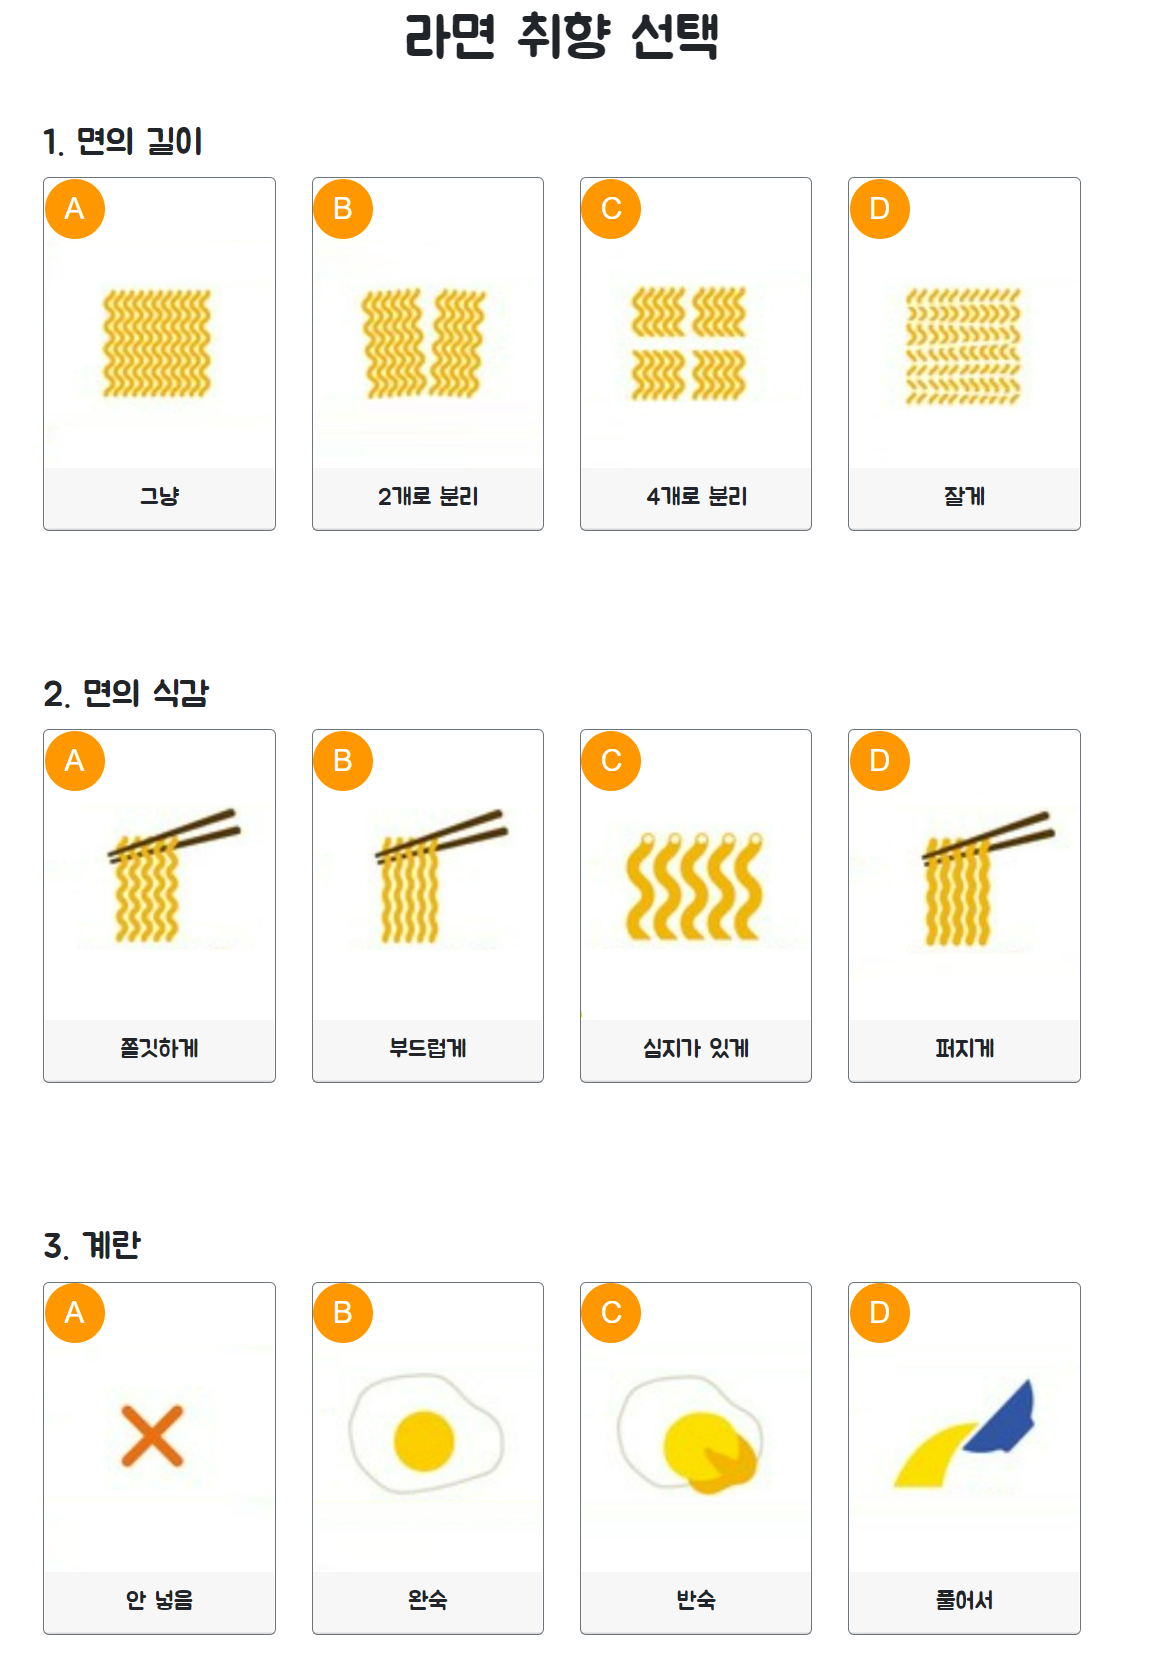 라면 취향 선택
1. 면의 길이
A
B
C
D
그냥
2개로 분리
4개로 분리
잘게
2. 면의 식감
A
B
C
D
쫄깃하게
부드럽게
심지가 있게
퍼지게
3. 계란
A
B
C
D
안 넣음
완숙
반숙
풀어서